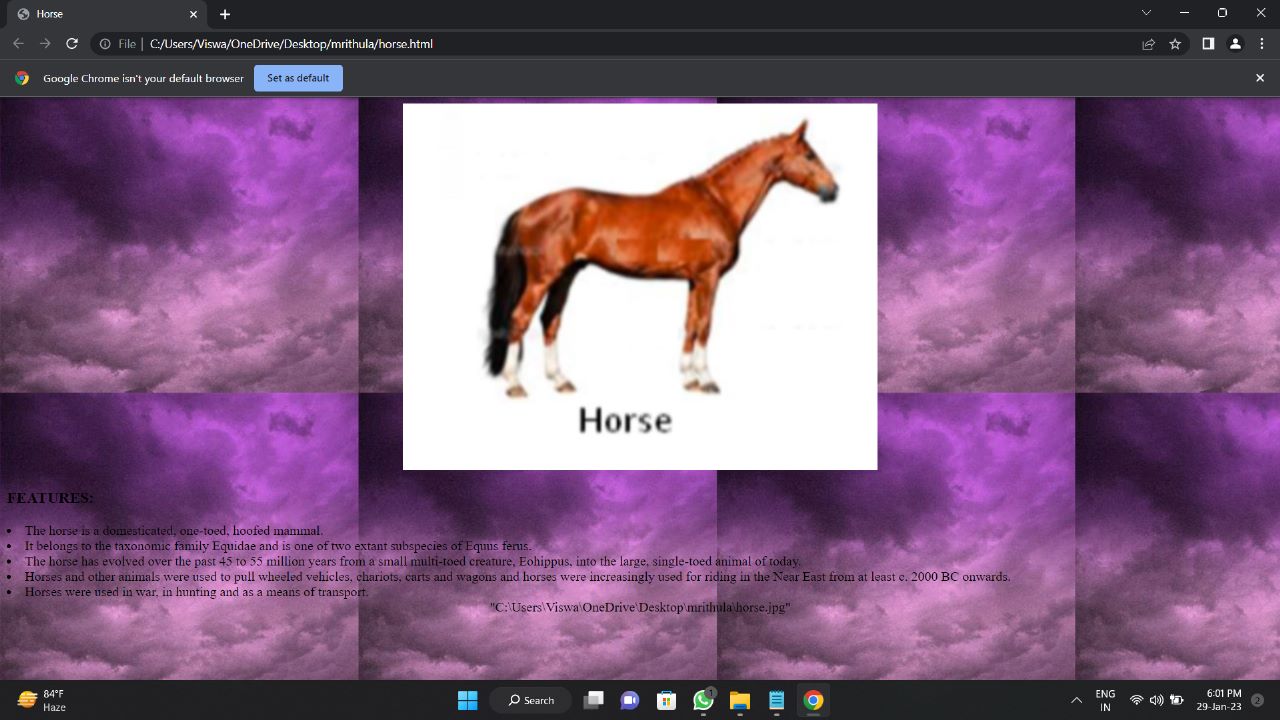 Horse
File
C:/Users/Viswa/OneDrive/Desktop/mrithula/horse.html
Google Chrome isn't your default browser
Set as default
Horse
FEATURES:
• The horse is a domesticated, one-toed, hoofed mammal.
• It belongs to the taxonomic family Equidae and is one of two extant subspecies of Equus ferus.
• The horse has evolved over the past 45 to 55 million years from a small multi-toed creature, Eohippus, into the large, single-toed animal of today.
• Horses and other animals were used to pull wheeled vehicles, chariots, carts and wagons and horses were increasingly used for riding in the Near East from at least c. 2000 BC onwards.
• Horses were used in war, in hunting and as a means of transport.
"C:\Users\Viswa\OneDrive\Desktop\mrithula\horse.jpg"
84°F
Haze
Search
1
ENG
IN
6:01 PM
29-Jan-23
2